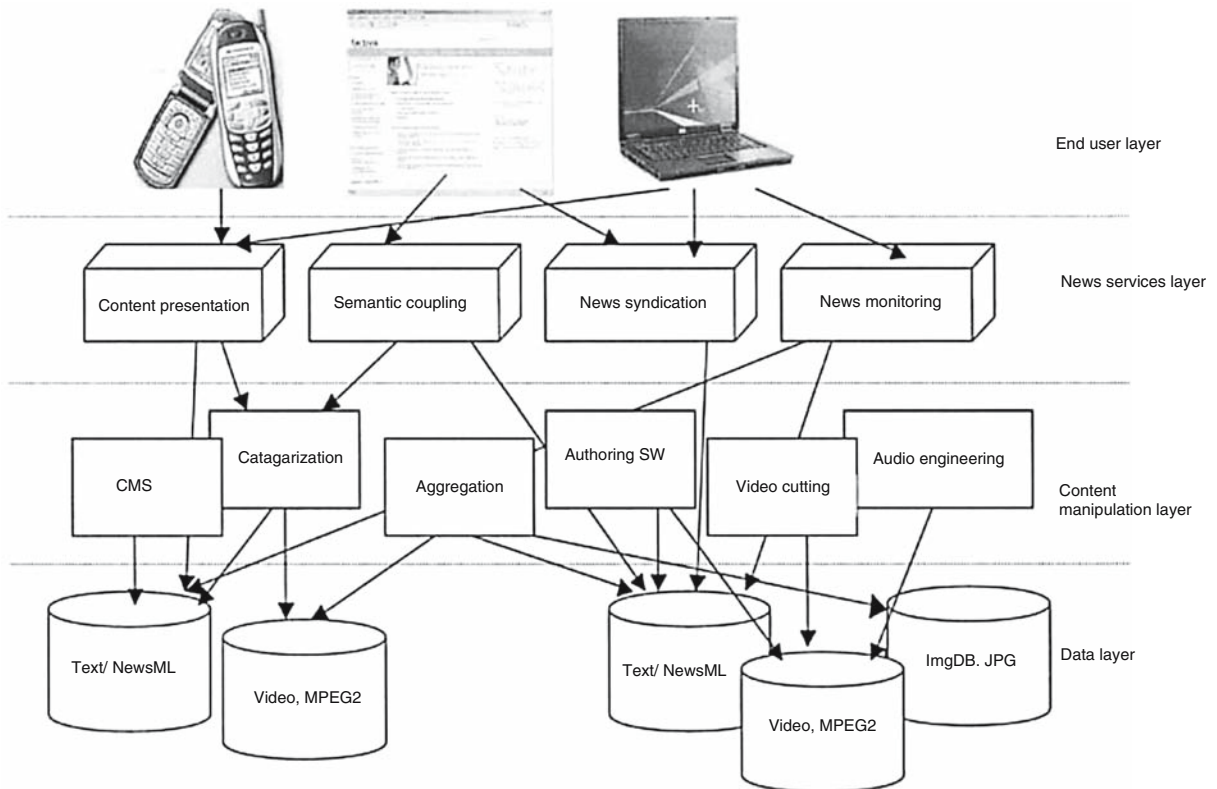 End user layer
Content presentation
Semantic coupling
News syndication
News monitoring
News services layer
CMS
Catagarization
Aggregation
Authoring SW
Video cutting
Audio engineering
Content
manipulation layer
Text/ NewsML
Video, MPEG2
Text/ NewsML
Video, MPEG2
ImgDB. JPG
Data layer